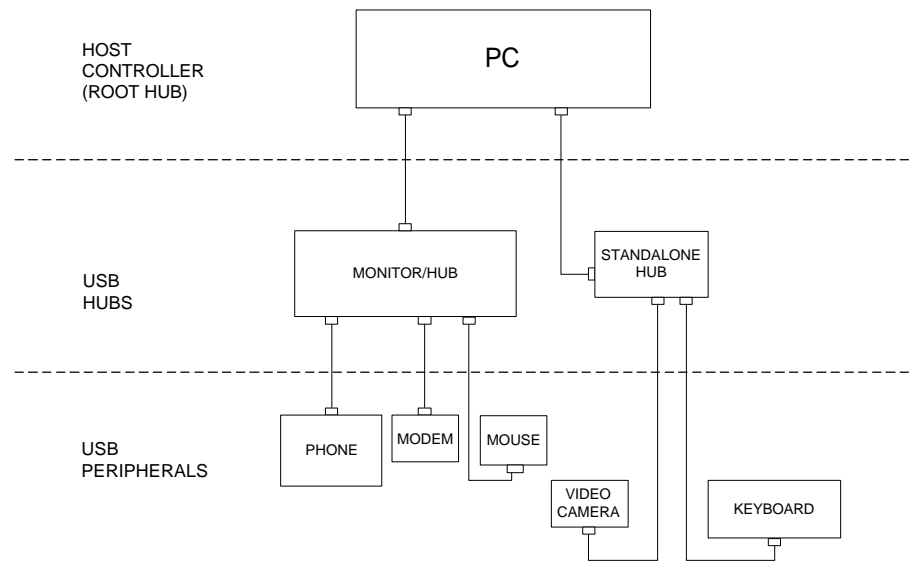 HOST
CONTROLLER
(ROOT HUB)
PC
USB
HUBS
MONITOR/HUB
STANDALONE
HUB
USB
PERIPHERALS
PHONE
MODEM
MOUSE
VIDEO
CAMERA
KEYBOARD